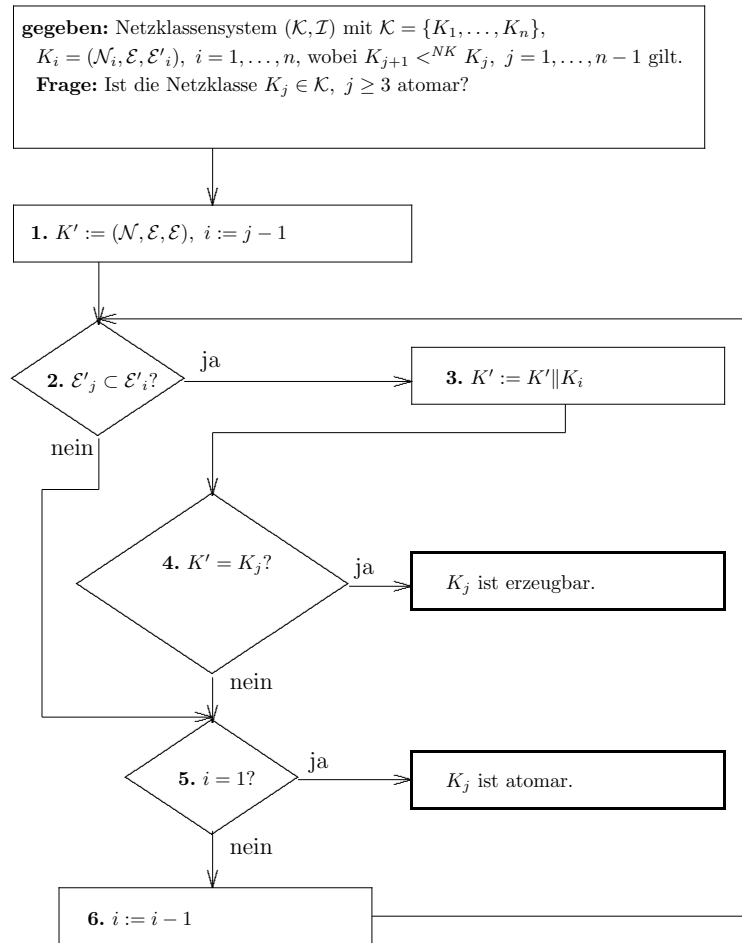 gegeben: Netzklassensystem (𝒦, ℐ) mit 𝒦 = {K₁, . . . , Kₙ},
Kᵢ = (𝒩ᵢ, ℰ, ℰ'ᵢ), i = 1, . . . , n, wobei Kⱼ₊₁ <ᴺᴷ Kⱼ, j = 1, . . . , n − 1 gilt.
Frage: Ist die Netzklasse Kⱼ ∈ 𝒦, j ≥ 3 atomar?
1. K' := (𝒩, ℰ, ℰ), i := j − 1
2. ℰ'ⱼ ⊂ ℰ'ᵢ?
ja
3. K' := K'‖Kᵢ
nein
4. K' = Kⱼ?
ja
Kⱼ ist erzeugbar.
nein
5. i = 1?
ja
Kⱼ ist atomar.
nein
6. i := i − 1